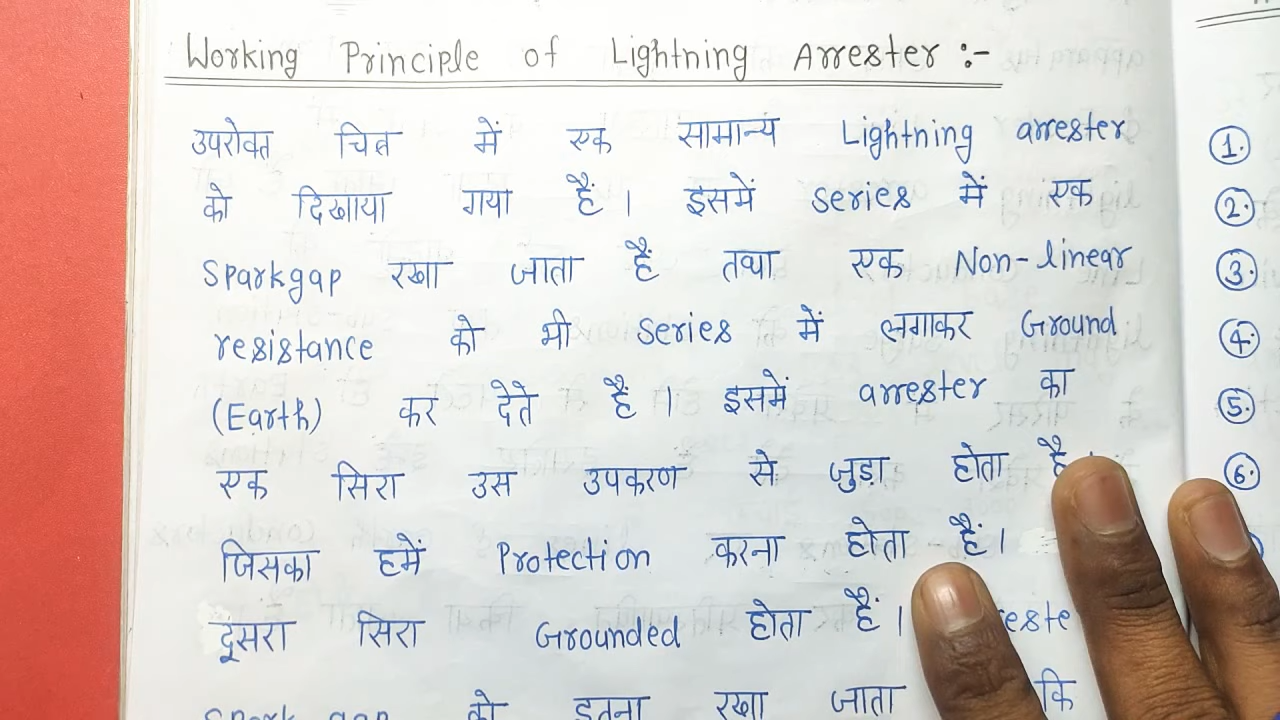 Working Principle of Lightning Arrester :-
उपरोक्त चित्र में एक सामान्य Lightning arrester
को दिखाया गया हैं । इसमें Series में एक
Sparkgap रखा जाता हैं तथा एक Non-linear
resistance को भी Series में लगाकर Ground
(Earth) कर देते हैं । इसमें arrester का
एक सिरा उस उपकरण से जुड़ा होता है ।
जिसका हमें Protection करना होता हैं ।
दूसरा सिरा Grounded होता हैं ।
को इतना रखा जाता कि
1.
2.
3.
4.
5.
6.